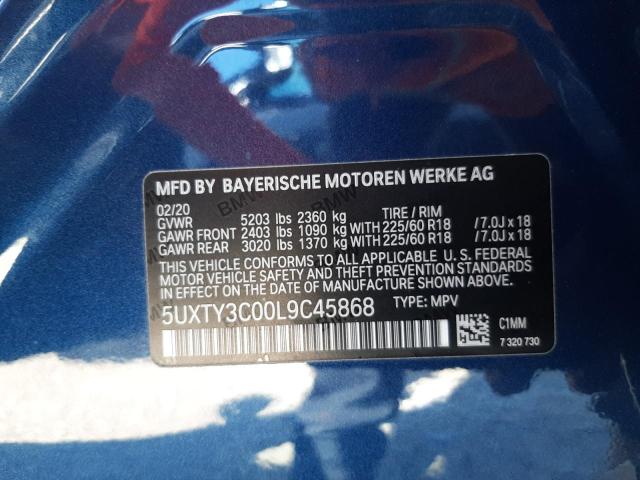 MFD BY BAYERISCHE MOTOREN WERKE AG
02/20
GVWR 5203 lbs 2360 kg TIRE / RIM
GAWR FRONT 2403 lbs 1090 kg WITH 225/60 R18 /7.0J x 18
GAWR REAR 3020 lbs 1370 kg WITH 225/60 R18 /7.0J x 18
THIS VEHICLE CONFORMS TO ALL APPLICABLE U. S. FEDERAL
MOTOR VEHICLE SAFETY AND THEFT PREVENTION STANDARDS
IN EFFECT ON THE DATE OF MANUFACTURE SHOWN ABOVE.
5UXTY3C00L9C45868 TYPE: MPV
C1MM
7 320 730